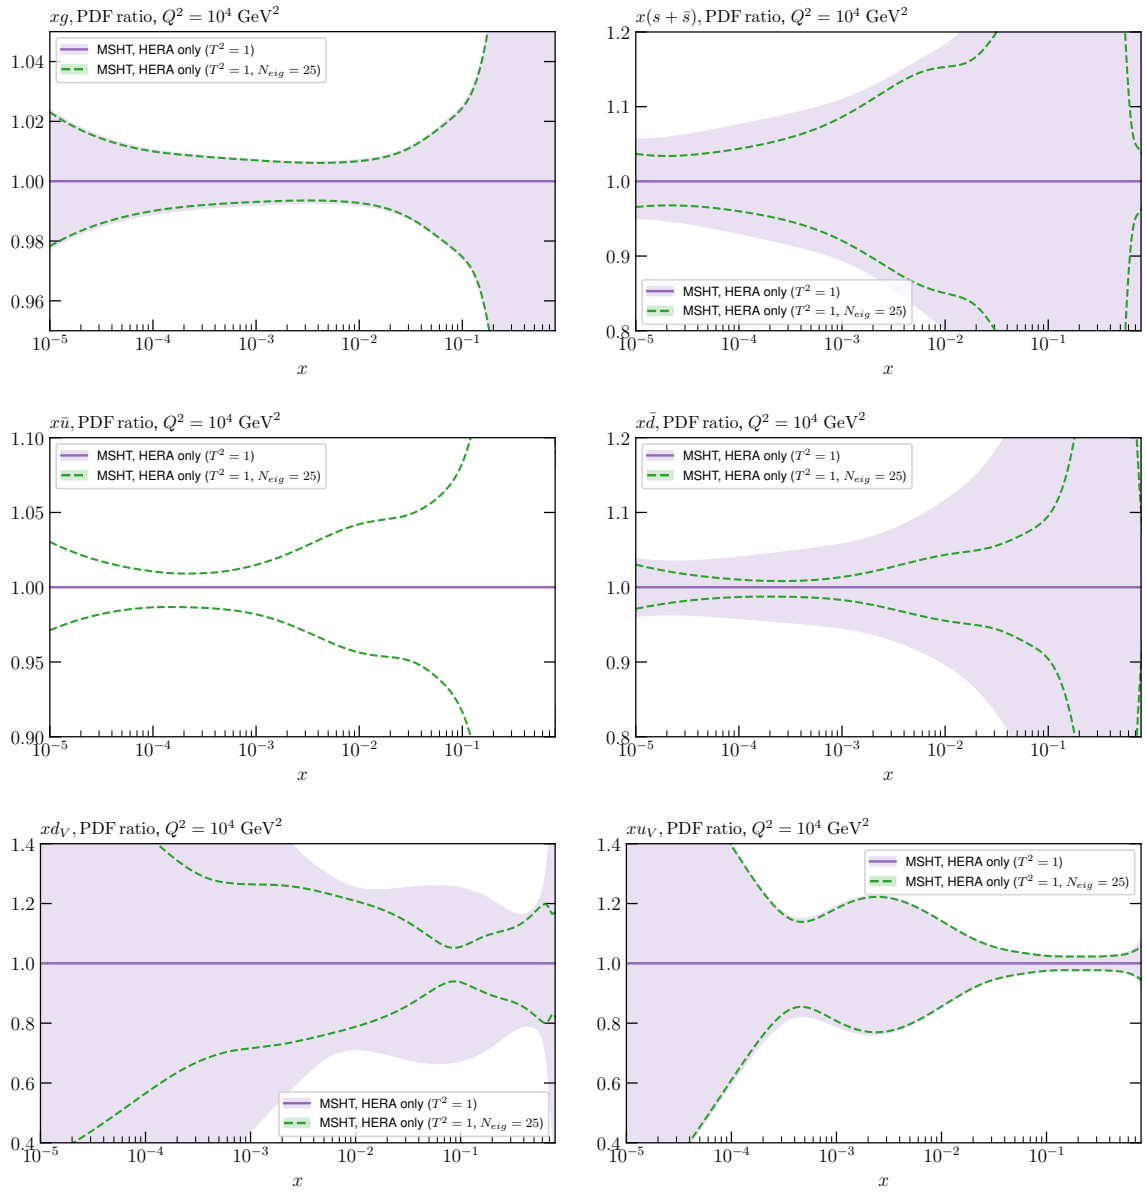 xg, PDF ratio, Q² = 10⁴ GeV²
1.04
1.02
1.00
0.98
0.96
MSHT, HERA only (T² = 1)
MSHT, HERA only (T² = 1, N_eig = 25)
10⁻⁵ 10⁻⁴ 10⁻³ 10⁻² 10⁻¹
x
x(s + s̄), PDF ratio, Q² = 10⁴ GeV²
1.2
1.1
1.0
0.9
0.8
MSHT, HERA only (T² = 1)
MSHT, HERA only (T² = 1, N_eig = 25)
10⁻⁵ 10⁻⁴ 10⁻³ 10⁻² 10⁻¹
x
xū, PDF ratio, Q² = 10⁴ GeV²
1.10
1.05
1.00
0.95
0.90
MSHT, HERA only (T² = 1)
MSHT, HERA only (T² = 1, N_eig = 25)
10⁻⁵ 10⁻⁴ 10⁻³ 10⁻² 10⁻¹
x
xd̄, PDF ratio, Q² = 10⁴ GeV²
1.2
1.1
1.0
0.9
0.8
MSHT, HERA only (T² = 1)
MSHT, HERA only (T² = 1, N_eig = 25)
10⁻⁵ 10⁻⁴ 10⁻³ 10⁻² 10⁻¹
x
xd_V, PDF ratio, Q² = 10⁴ GeV²
1.4
1.2
1.0
0.8
0.6
0.4
MSHT, HERA only (T² = 1)
MSHT, HERA only (T² = 1, N_eig = 25)
10⁻⁵ 10⁻⁴ 10⁻³ 10⁻² 10⁻¹
x
xu_V, PDF ratio, Q² = 10⁴ GeV²
1.4
1.2
1.0
0.8
0.6
0.4
MSHT, HERA only (T² = 1)
MSHT, HERA only (T² = 1, N_eig = 25)
10⁻⁵ 10⁻⁴ 10⁻³ 10⁻² 10⁻¹
x